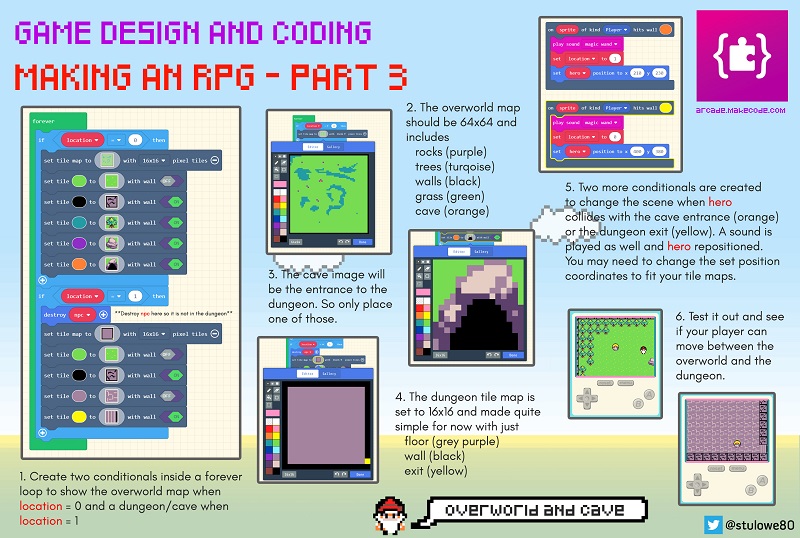 GAME DESIGN AND CODING
MAKING AN RPG - PART 3
forever
if location = 0 then
set tile map to with 16x16 pixel tiles
set tile to with wall OFF
set tile to with wall ON
set tile to with wall ON
set tile to with wall ON
set tile to with wall ON
if location = 1 then
destroy npc **Destroy npc here so it is not in the dungeon**
set tile map to with 16x16 pixel tiles
set tile to with wall OFF
set tile to with wall ON
set tile to with wall OFF
set tile to with wall ON
1. Create two conditionals inside a forever
loop to show the overworld map when
location = 0 and a dungeon/cave when
location = 1
Editor Gallery
Done
2. The overworld map
should be 64x64 and
includes
rocks (purple)
trees (turqoise)
walls (black)
grass (green)
cave (orange)
3. The cave image will
be the entrance to the
dungeon. So only place
one of those.
Editor Gallery
Done
Editor Gallery
Done
4. The dungeon tile map is
set to 16x16 and made quite
simple for now with just
floor (grey purple)
wall (black)
exit (yellow)
on sprite of kind Player hits wall
play sound magic wand
set location to 1
set hero position to x 210 y 230
on sprite of kind Player hits wall
play sound magic wand
set location to 0
set hero position to x
arcade.makecode.com
5. Two more conditionals are created
to change the scene when hero
collides with the cave entrance (orange)
or the dungeon exit (yellow). A sound is
played as well and hero repositioned.
You may need to change the set position
coordinates to fit your tile maps.
6. Test it out and see
if your player can
move between the
overworld and the
dungeon.
B
A
B
A
overworld and cave
@stulowe80